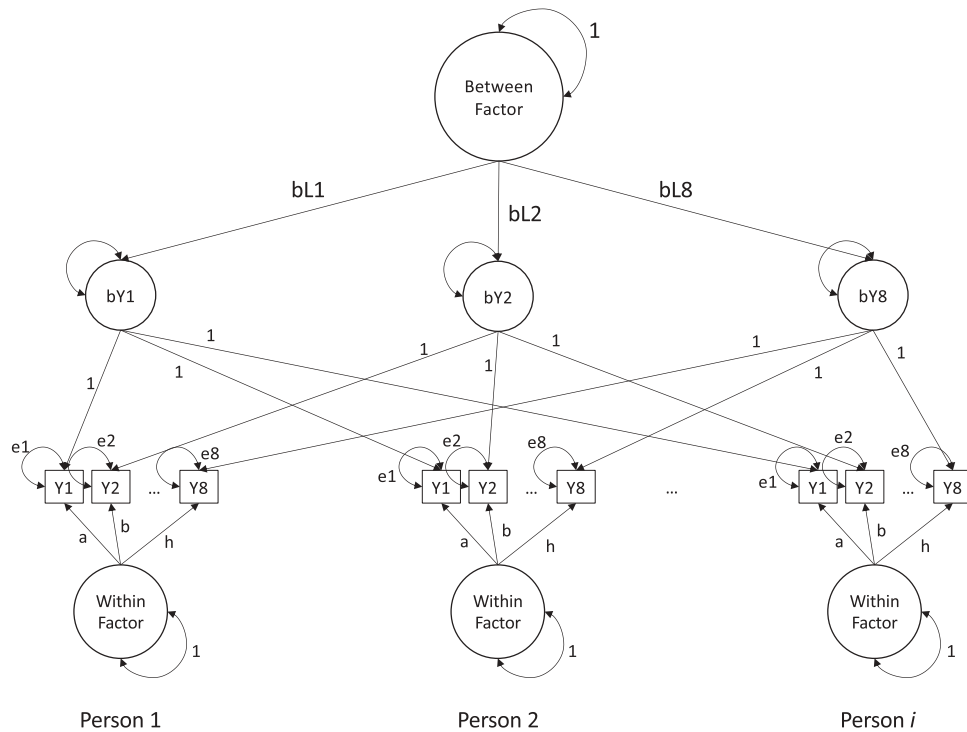 1
Between
Factor
bL1
bL2
bL8
bY1
bY2
bY8
1
1
1
1
1
1
1
1
1
e1
e2
e8
e1
e2
e8
e1
e2
e8
Y1
Y2
...
Y8
Y1
Y2
...
Y8
...
Y1
Y2
...
Y8
a
b
h
a
b
h
a
b
h
Within
Factor
1
Within
Factor
1
Within
Factor
1
Person 1
Person 2
Person i